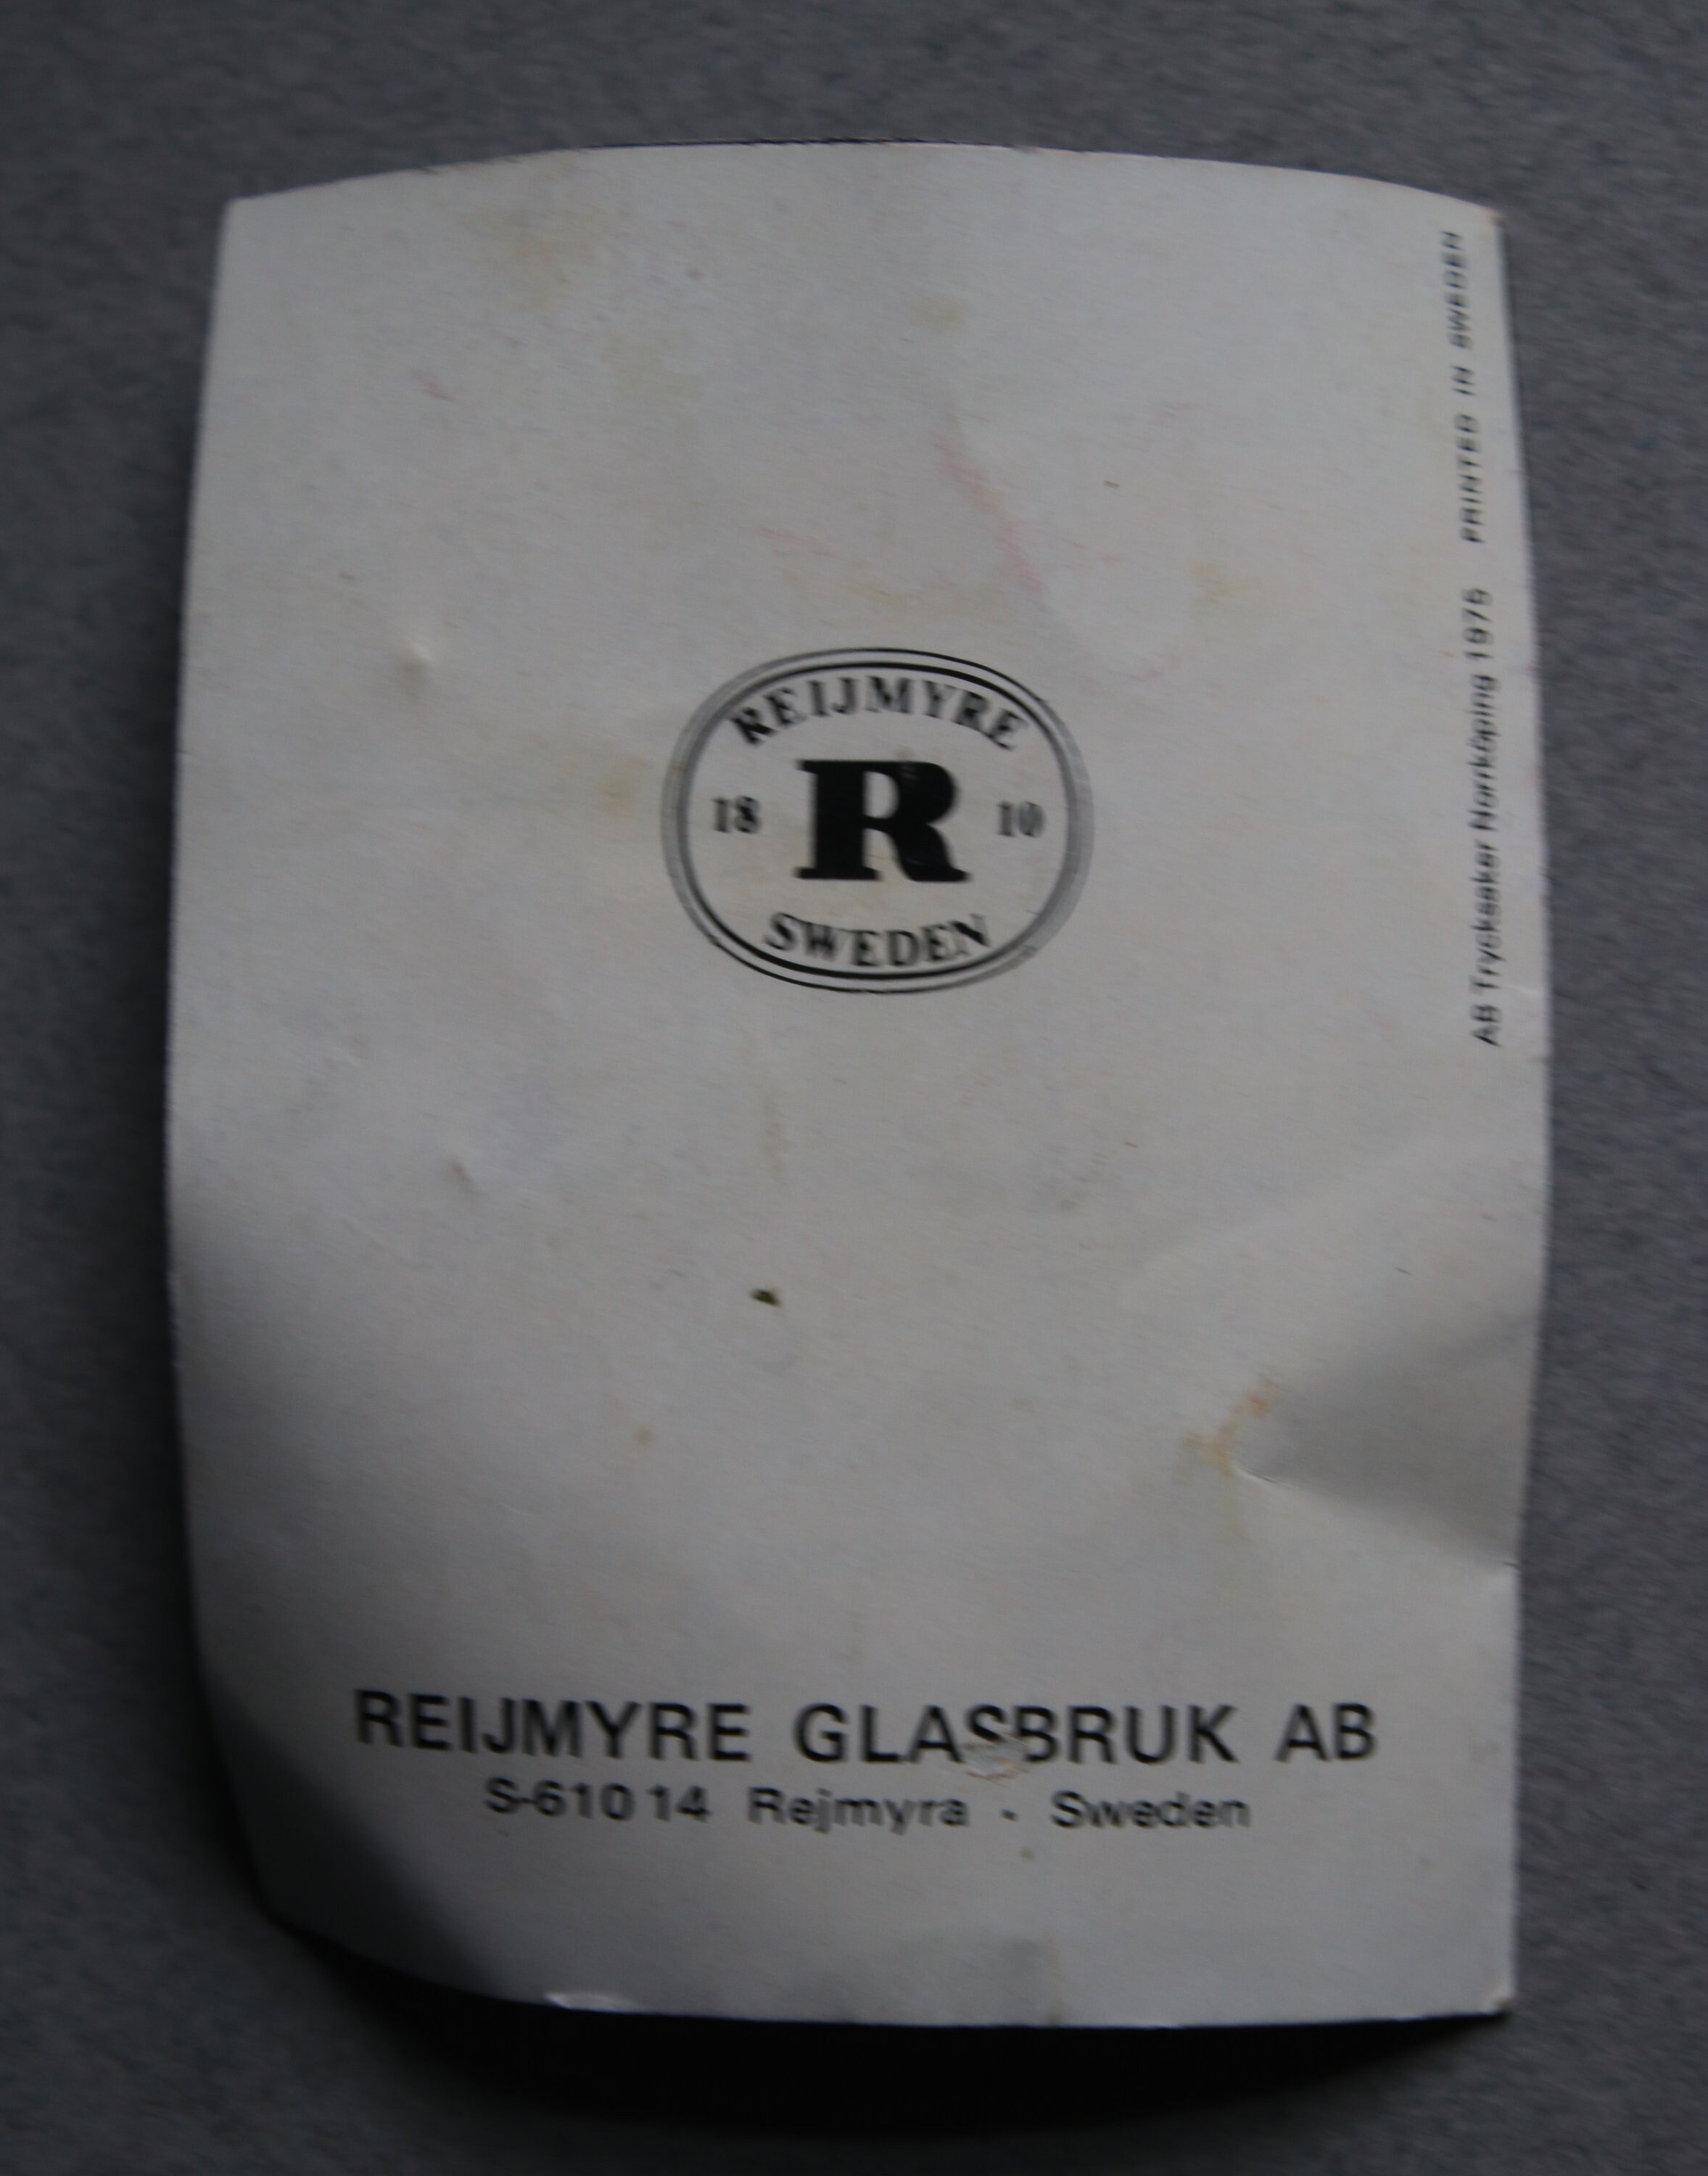 REIJMYRE
18 R 10
SWEDEN
AB Trycksaker Norrköping 1976 PRINTED IN SWEDEN
REIJMYRE GLASBRUK AB
S-610 14 Rejmyra - Sweden